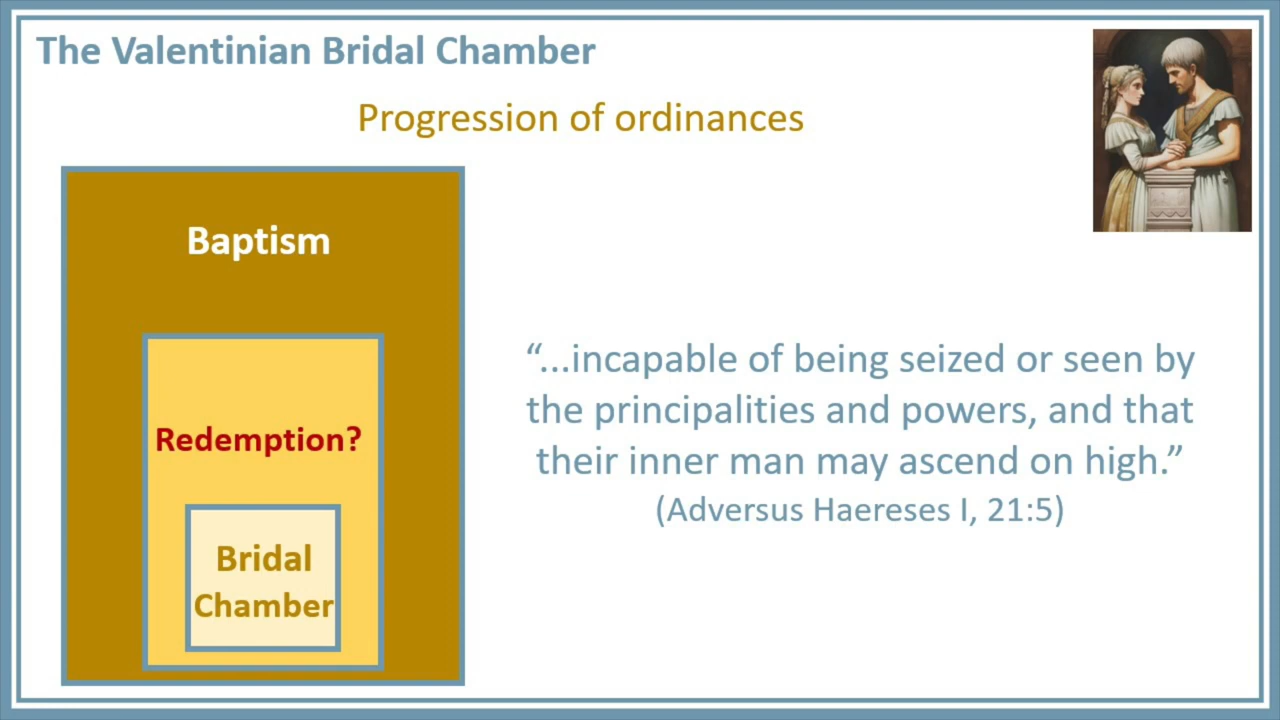 The Valentinian Bridal Chamber
Progression of ordinances
Baptism
Redemption?
Bridal
Chamber
“...incapable of being seized or seen by
the principalities and powers, and that
their inner man may ascend on high.”
(Adversus Haereses I, 21:5)